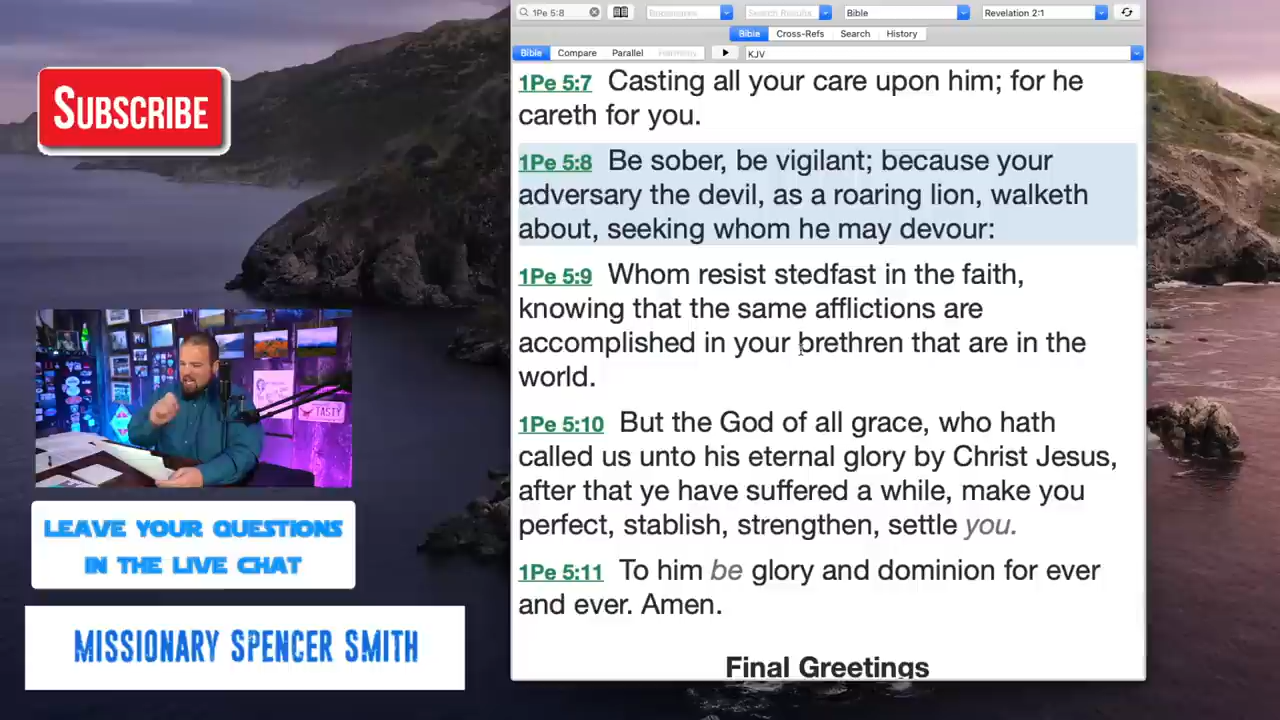 SUBSCRIBE
TASTY
LEAVE YOUR QUESTIONS
IN THE LIVE CHAT
MISSIONARY SPENCER SMITH
1Pe 5:8
Search Results
Bible
Revelation 2:1
Bible Cross-Refs Search History
Bible Compare Parallel Harmony
KJV
1Pe 5:7 Casting all your care upon him; for he
careth for you.
1Pe 5:8 Be sober, be vigilant; because your
adversary the devil, as a roaring lion, walketh
about, seeking whom he may devour:
1Pe 5:9 Whom resist stedfast in the faith,
knowing that the same afflictions are
accomplished in your brethren that are in the
world.
1Pe 5:10 But the God of all grace, who hath
called us unto his eternal glory by Christ Jesus,
after that ye have suffered a while, make you
perfect, stablish, strengthen, settle you.
1Pe 5:11 To him be glory and dominion for ever
and ever. Amen.
Final Greetings